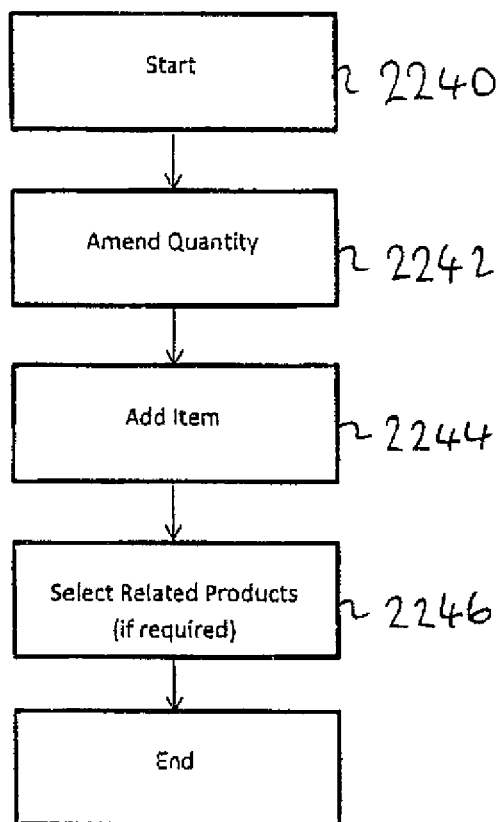 Start
2240
Amend Quantity
2242
Add Item
2244
Select Related Products
(if required)
2246
End